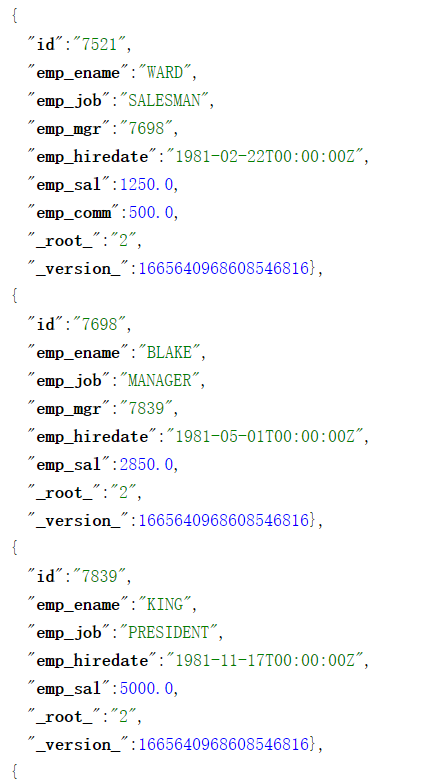 {
"id":"7521",
"emp_ename":"WARD",
"emp_job":"SALESMAN",
"emp_mgr":"7698",
"emp_hiredate":"1981-02-22T00:00:00Z",
"emp_sal":1250.0,
"emp_comm":500.0,
"_root_":"2",
"_version_":1665640968608546816},
{
"id":"7698",
"emp_ename":"BLAKE",
"emp_job":"MANAGER",
"emp_mgr":"7839",
"emp_hiredate":"1981-05-01T00:00:00Z",
"emp_sal":2850.0,
"_root_":"2",
"_version_":1665640968608546816},
{
"id":"7839",
"emp_ename":"KING",
"emp_job":"PRESIDENT",
"emp_hiredate":"1981-11-17T00:00:00Z",
"emp_sal":5000.0,
"_root_":"2",
"_version_":1665640968608546816},
{